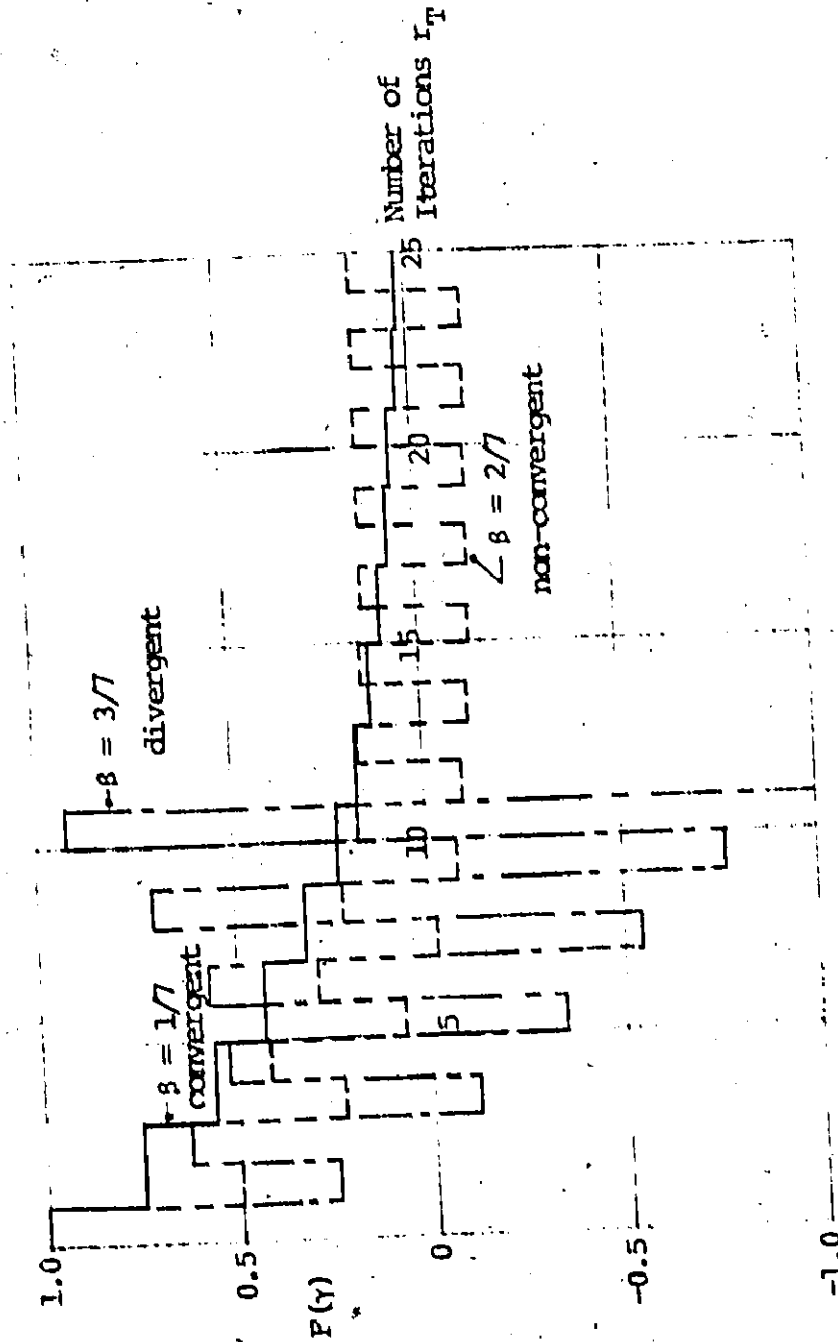 1.0
0.5
0
-0.5
-1.0
P(γ)
β = 1/7
convergent
β = 3/7
divergent
β = 2/7
non-convergent
5
10
15
20
25
Number of
Iterations r_T